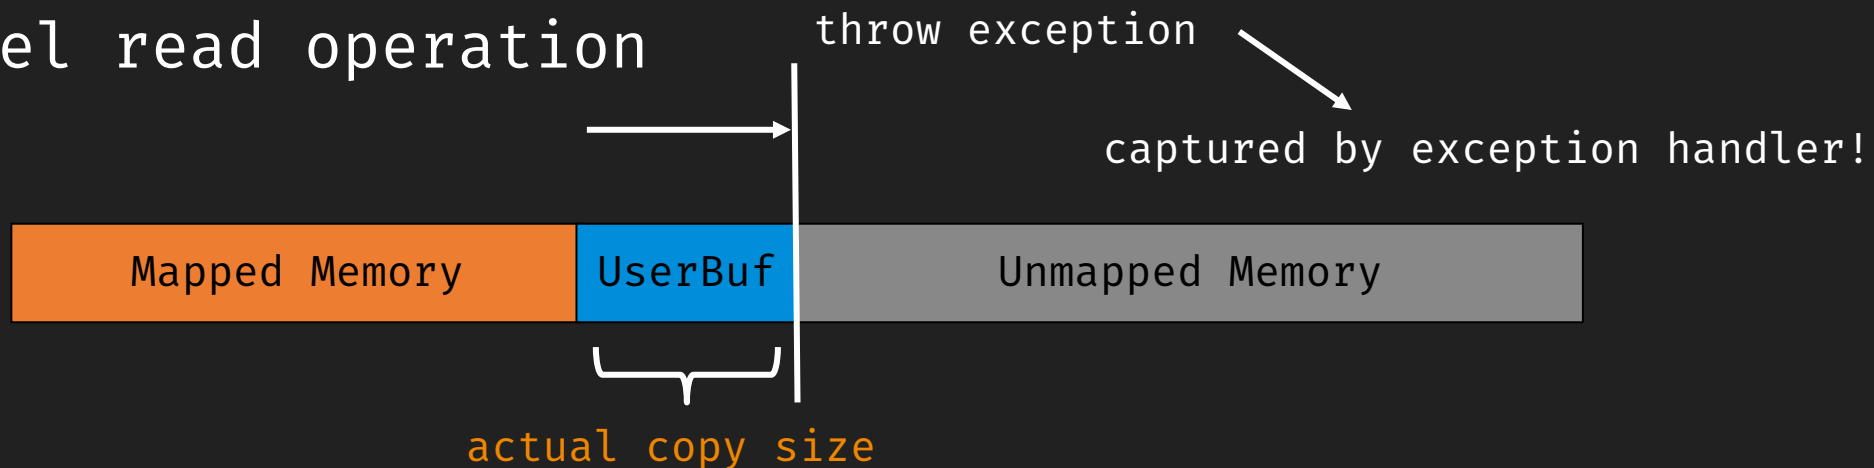 el read operation
throw exception
captured by exception handler!
Mapped Memory
UserBuf
Unmapped Memory
actual copy size